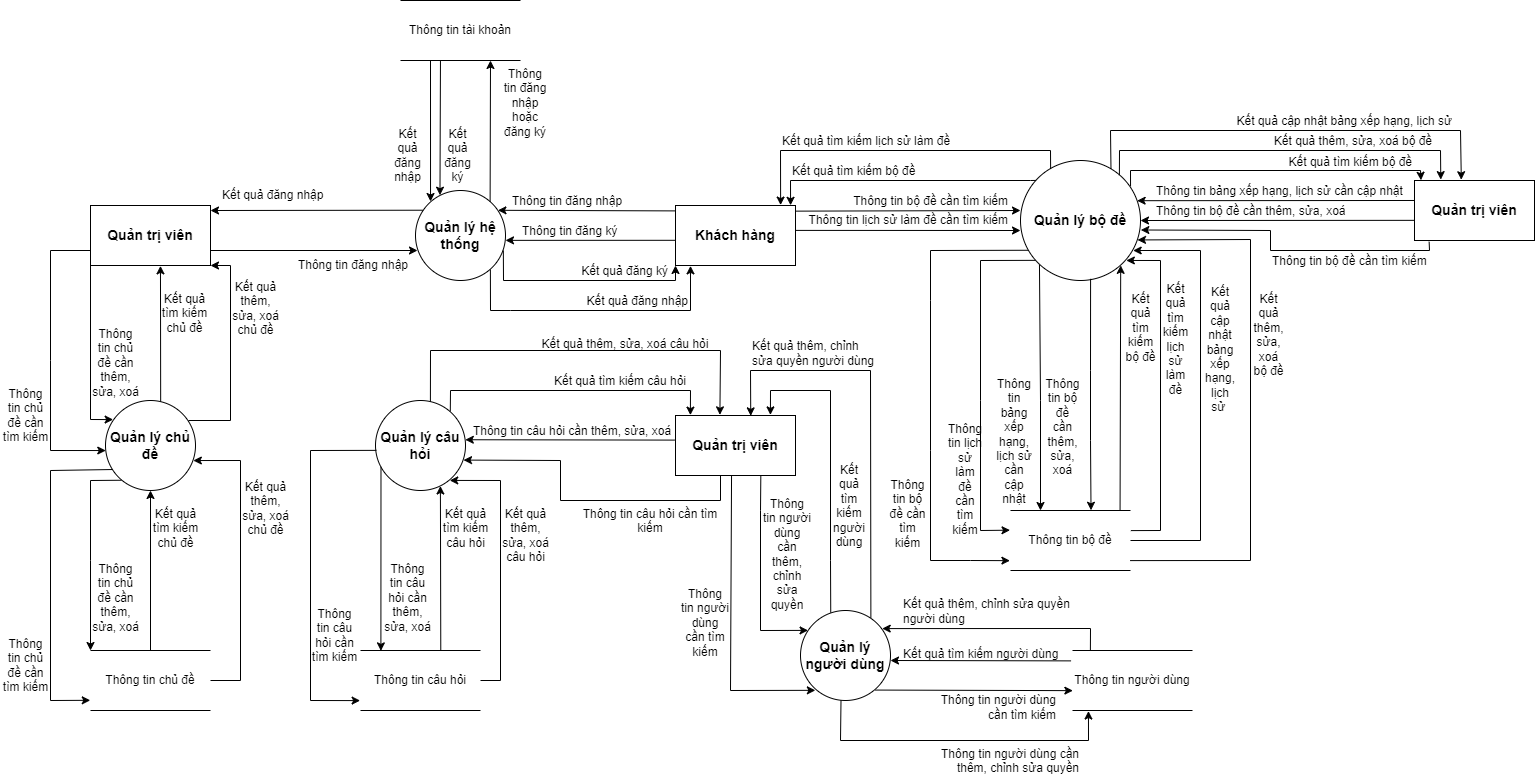 Thông tin tài khoản
Thông
tin đăng
nhập
hoặc
đăng ký
Kết
quả
đăng
nhập
Kết
quả
đăng
ký
Kết quả đăng nhập
Quản trị viên
Thông tin đăng nhập
Quản lý hệ
thống
Thông tin đăng nhập
Thông tin đăng ký
Kết quả đăng ký
Kết quả đăng nhập
Khách hàng
Kết quả tìm kiếm lịch sử làm đề
Kết quả tìm kiếm bộ đề
Thông tin bộ đề cần tìm kiếm
Thông tin lịch sử làm đề cần tìm kiếm
Quản lý bộ đề
Kết quả cập nhật bảng xếp hạng, lịch sử
Kết quả thêm, sửa, xoá bộ đề
Kết quả tìm kiếm bộ đề
Thông tin bảng xếp hạng, lịch sử cần cập nhật
Thông tin bộ đề cần thêm, sửa, xoá
Thông tin bộ đề cần tìm kiếm
Quản trị viên
Thông
tin chủ
đề cần
tìm kiếm
Thông
tin chủ
đề cần
thêm,
sửa, xoá
Kết quả
tìm kiếm
chủ đề
Kết quả
thêm,
sửa, xoá
chủ đề
Quản lý chủ
đề
Thông
tin chủ
đề cần
tìm kiếm
Thông
tin chủ
đề cần
thêm,
sửa, xoá
Kết quả
tìm kiếm
chủ đề
Kết quả
thêm,
sửa, xoá
chủ đề
Thông tin chủ đề
Kết quả thêm, sửa, xoá câu hỏi
Kết quả tìm kiếm câu hỏi
Thông tin câu hỏi cần thêm, sửa, xoá
Thông tin câu hỏi cần tìm
kiếm
Quản lý câu
hỏi
Quản trị viên
Thông
tin câu
hỏi cần
tìm kiếm
Thông
tin câu
hỏi cần
thêm,
sửa, xoá
Kết quả
tìm kiếm
câu hỏi
Kết quả
thêm,
sửa, xoá
câu hỏi
Thông tin câu hỏi
Kết quả thêm, chỉnh
sửa quyền người dùng
Kết
quả
tìm
kiếm
người
dùng
Thông
tin người
dùng
cần
thêm,
chỉnh
sửa
quyền
Thông
tin người
dùng
cần tìm
kiếm
Quản lý
người dùng
Kết quả thêm, chỉnh sửa quyền
người dùng
Kết quả tìm kiếm người dùng
Thông tin người dùng
Thông tin người dùng
cần tìm kiếm
Thông tin người dùng cần
thêm, chỉnh sửa quyền
Thông
tin bộ
đề cần
tìm
kiếm
Thông
tin lịch
sử
làm
đề
cần
tìm
kiếm
Thông
tin
bảng
xếp
hạng,
lịch sử
cần
cập
nhật
Thông
tin bộ
đề
cần
thêm,
sửa,
xoá
Kết
quả
tìm
kiếm
bộ đề
Kết
quả
tìm
kiếm
lịch
sử
làm
đề
Kết
quả
cập
nhật
bảng
xếp
hạng,
lịch
sử
Kết
quả
thêm,
sửa,
xoá
bộ đề
Thông tin bộ đề